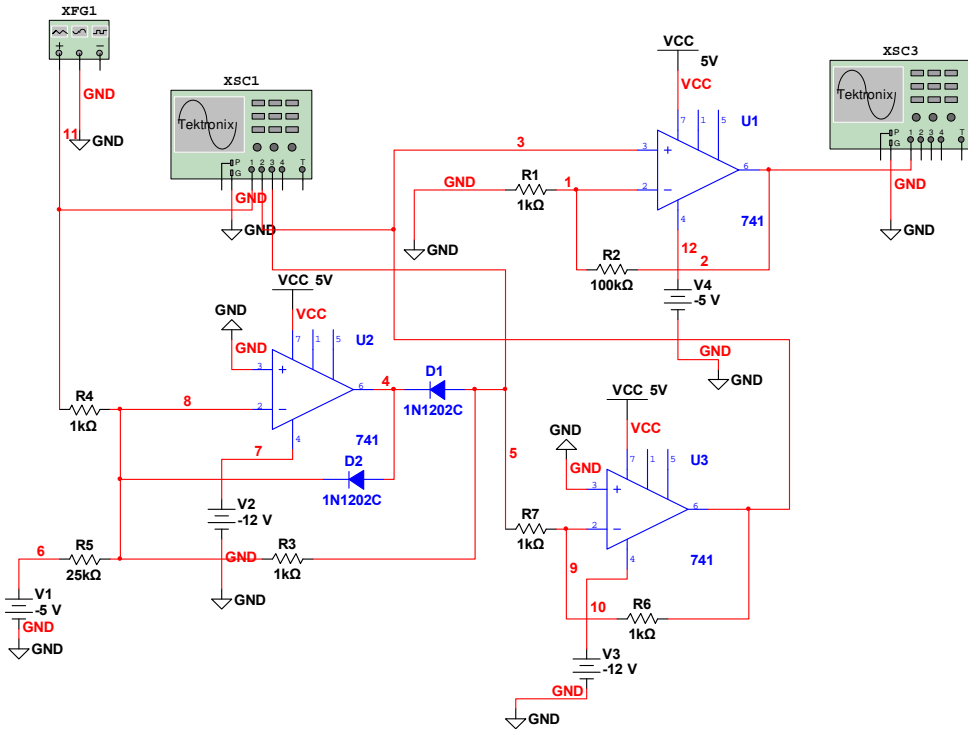 XFG1
+ −
GND
11
GND
XSC1
Tektronix
P
G
1 2 3 4 T
GND
GND
VCC
5V
VCC
7 1 5
U1
3
3
+
GND
R1
1
2
−
6
1kΩ
4
741
GND
12
2
R2
100kΩ
V4
-5 V
GND
GND
XSC3
Tektronix
P
G
1 2 3 4 T
GND
GND
VCC 5V
VCC
GND
GND
7 1 5
U2
3
+
6
4
D1
1N1202C
R4
1kΩ
8
2
−
4
741
7
D2
1N1202C
5
V2
-12 V
6
R5
25kΩ
GND
R3
1kΩ
GND
V1
-5 V
GND
GND
VCC 5V
VCC
GND
GND
7 1 5
U3
3
+
6
R7
1kΩ
2
−
4
741
9
10
R6
1kΩ
V3
-12 V
GND
GND